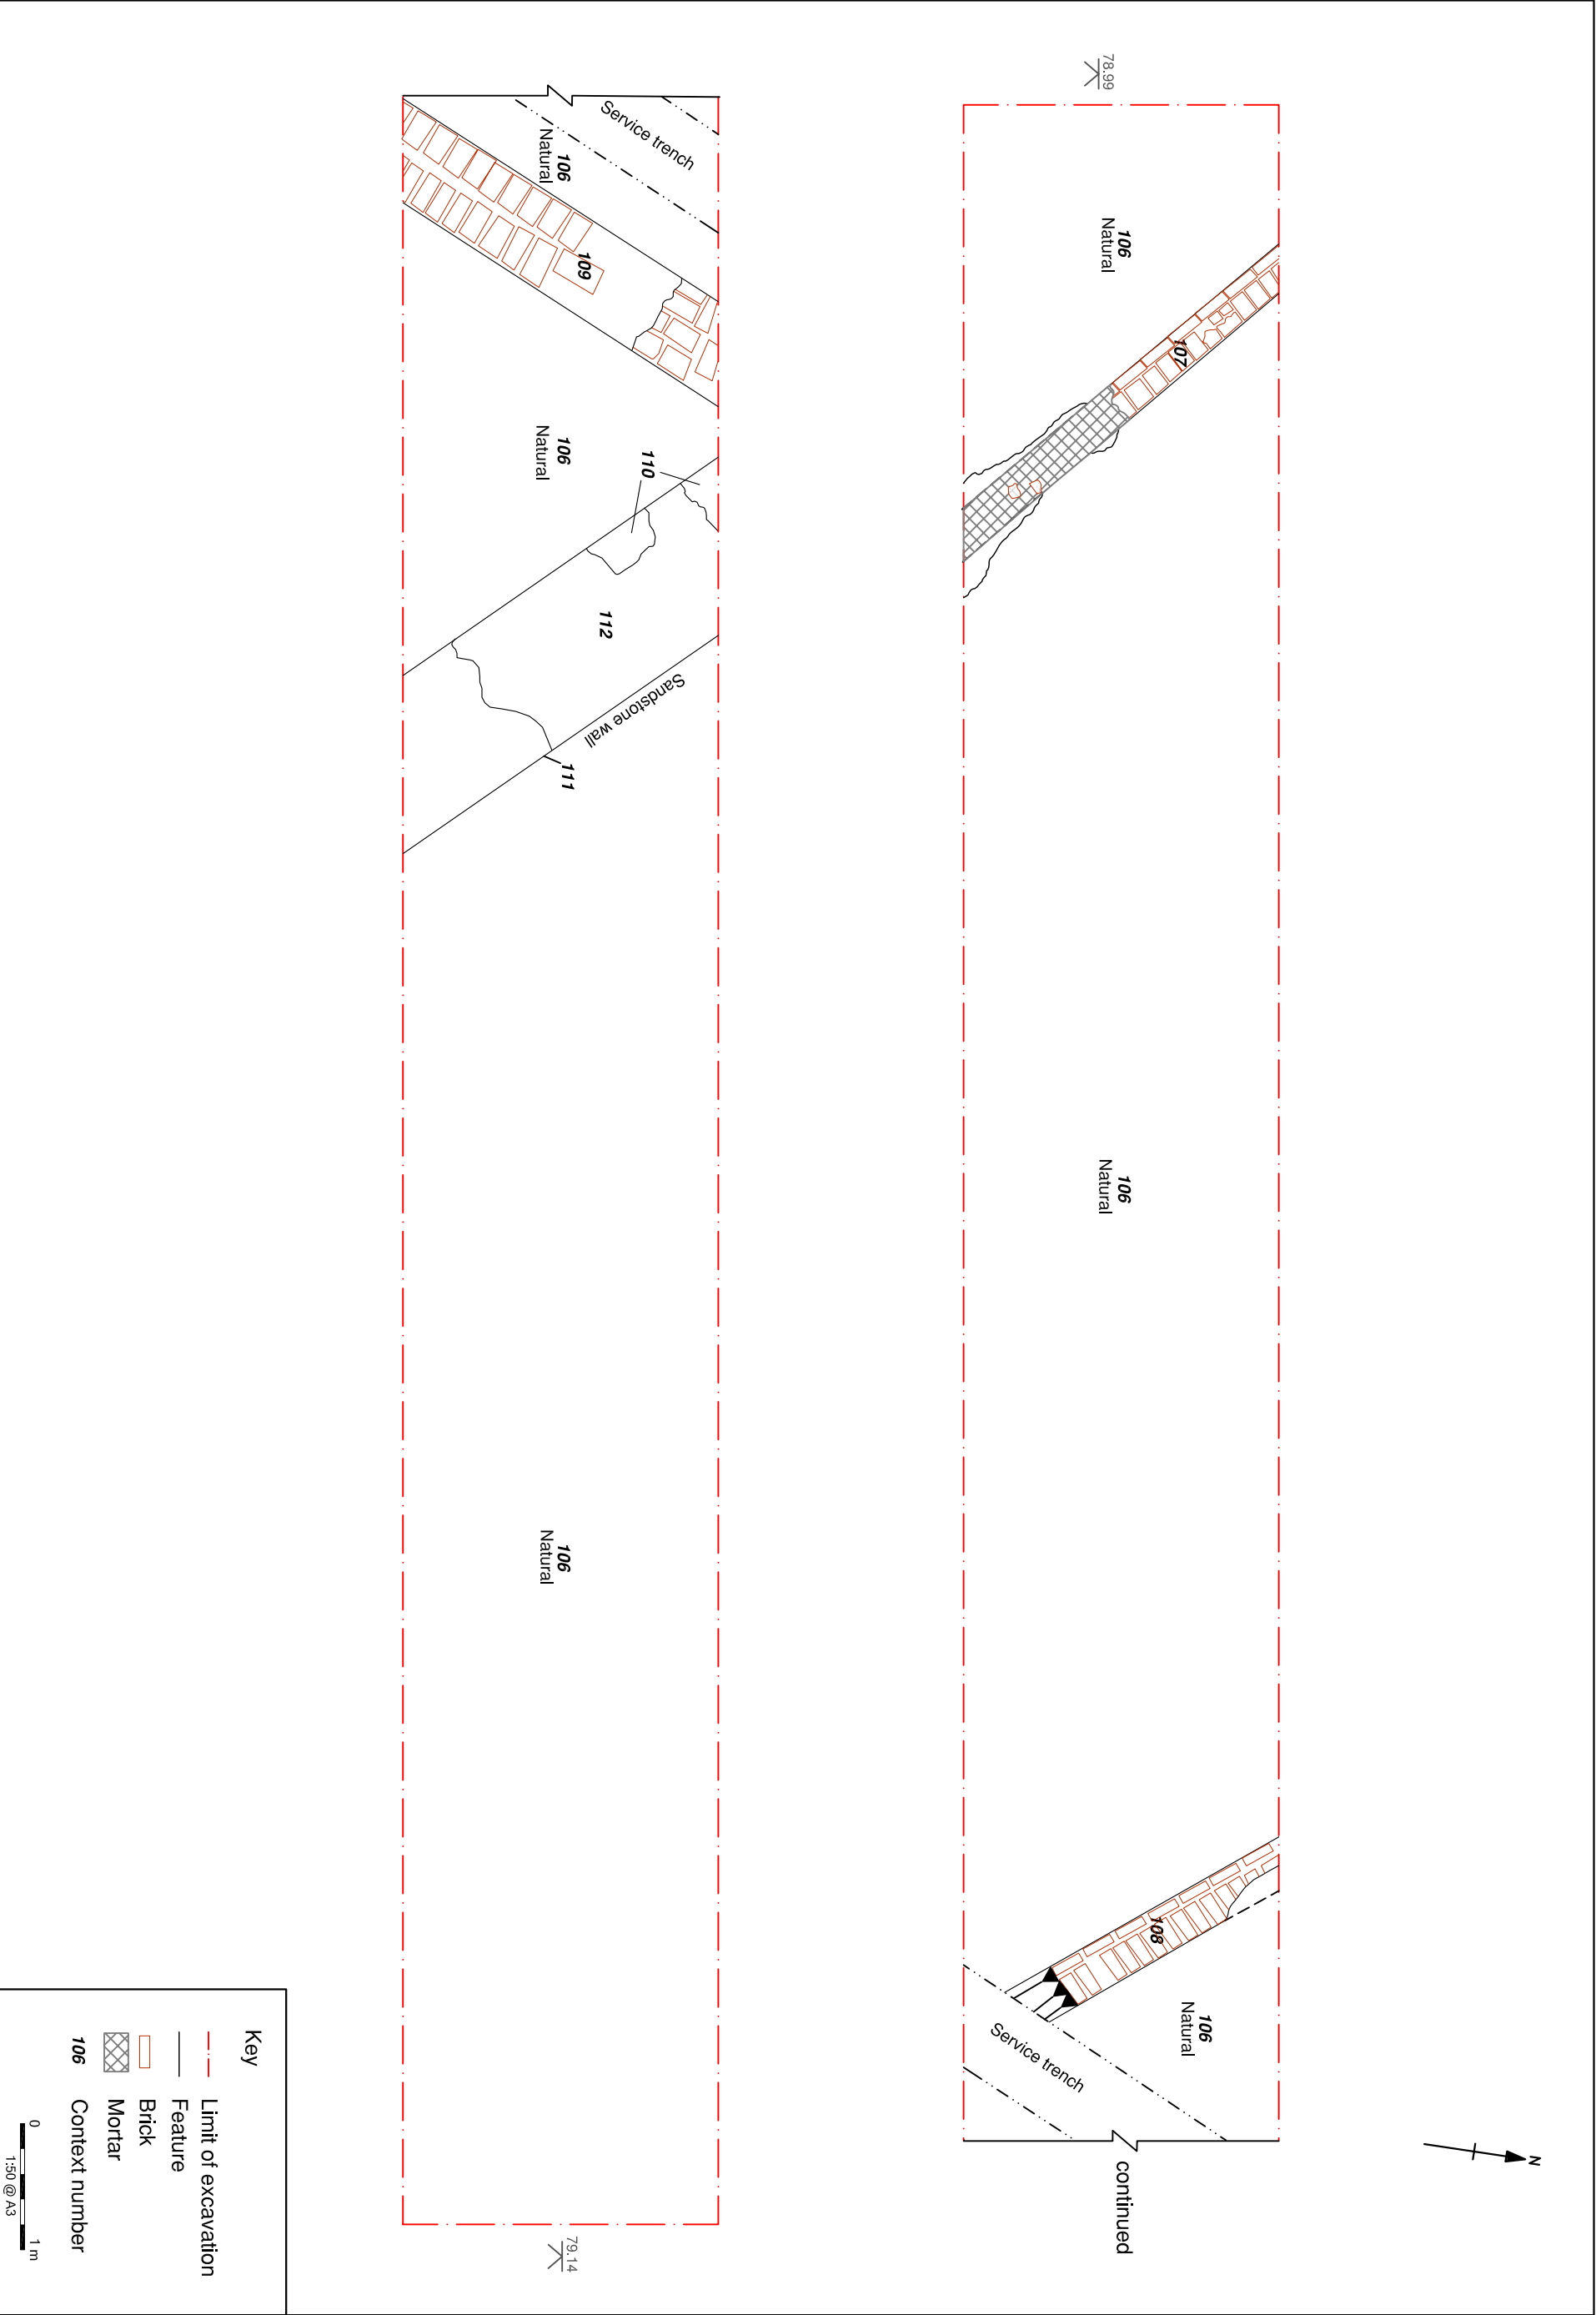 N
78.99
106
Natural
107
106
Natural
108
106
Natural
Service trench
continued
Service trench
106
Natural
109
106
Natural
110
112
Sandstone wall
111
106
Natural
79.14
Key
Limit of excavation
Feature
Brick
Mortar
106 Context number
0 1 m
1:50 @ A3